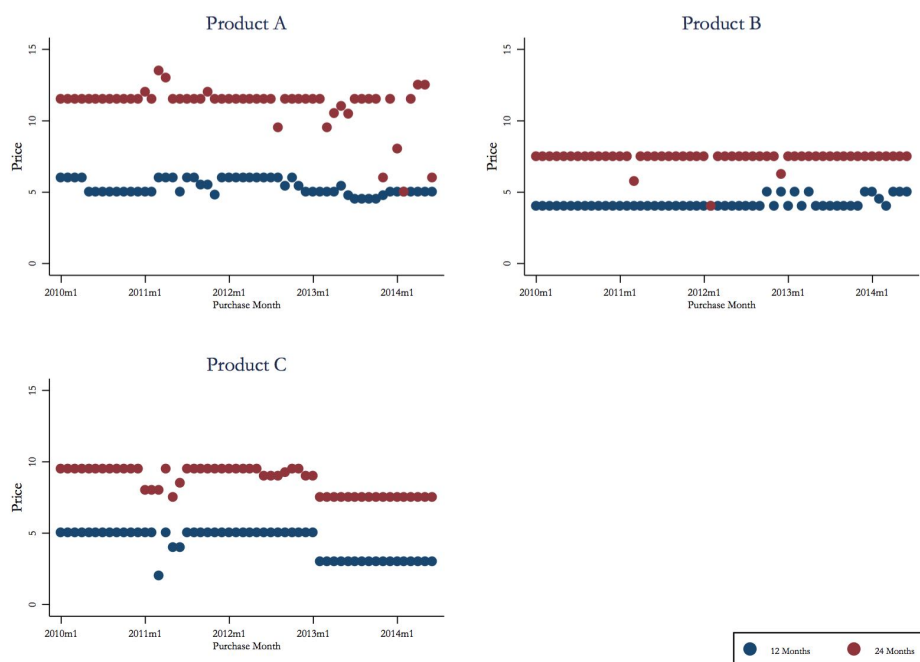 Product A
15
10
5
0
Price
2010m1 2011m1 2012m1 2013m1 2014m1
Purchase Month
Product B
15
10
5
0
Price
2010m1 2011m1 2012m1 2013m1 2014m1
Purchase Month
Product C
15
10
5
0
Price
2010m1 2011m1 2012m1 2013m1 2014m1
Purchase Month
12 Months 24 Months